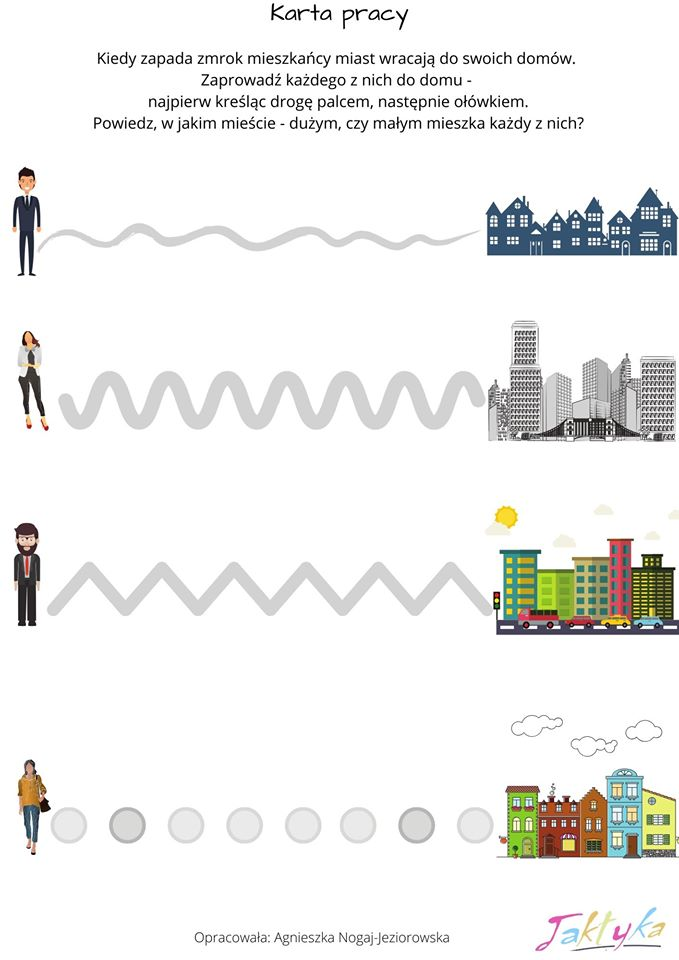 Karta pracy
Kiedy zapada zmrok mieszkańcy miast wracają do swoich domów.
Zaprowadź każdego z nich do domu -
najpierw kreśląc drogę palcem, następnie ołówkiem.
Powiedz, w jakim mieście - dużym, czy małym mieszka każdy z nich?
Opracowała: Agnieszka Nogaj-Jeziorowska
Taktyka